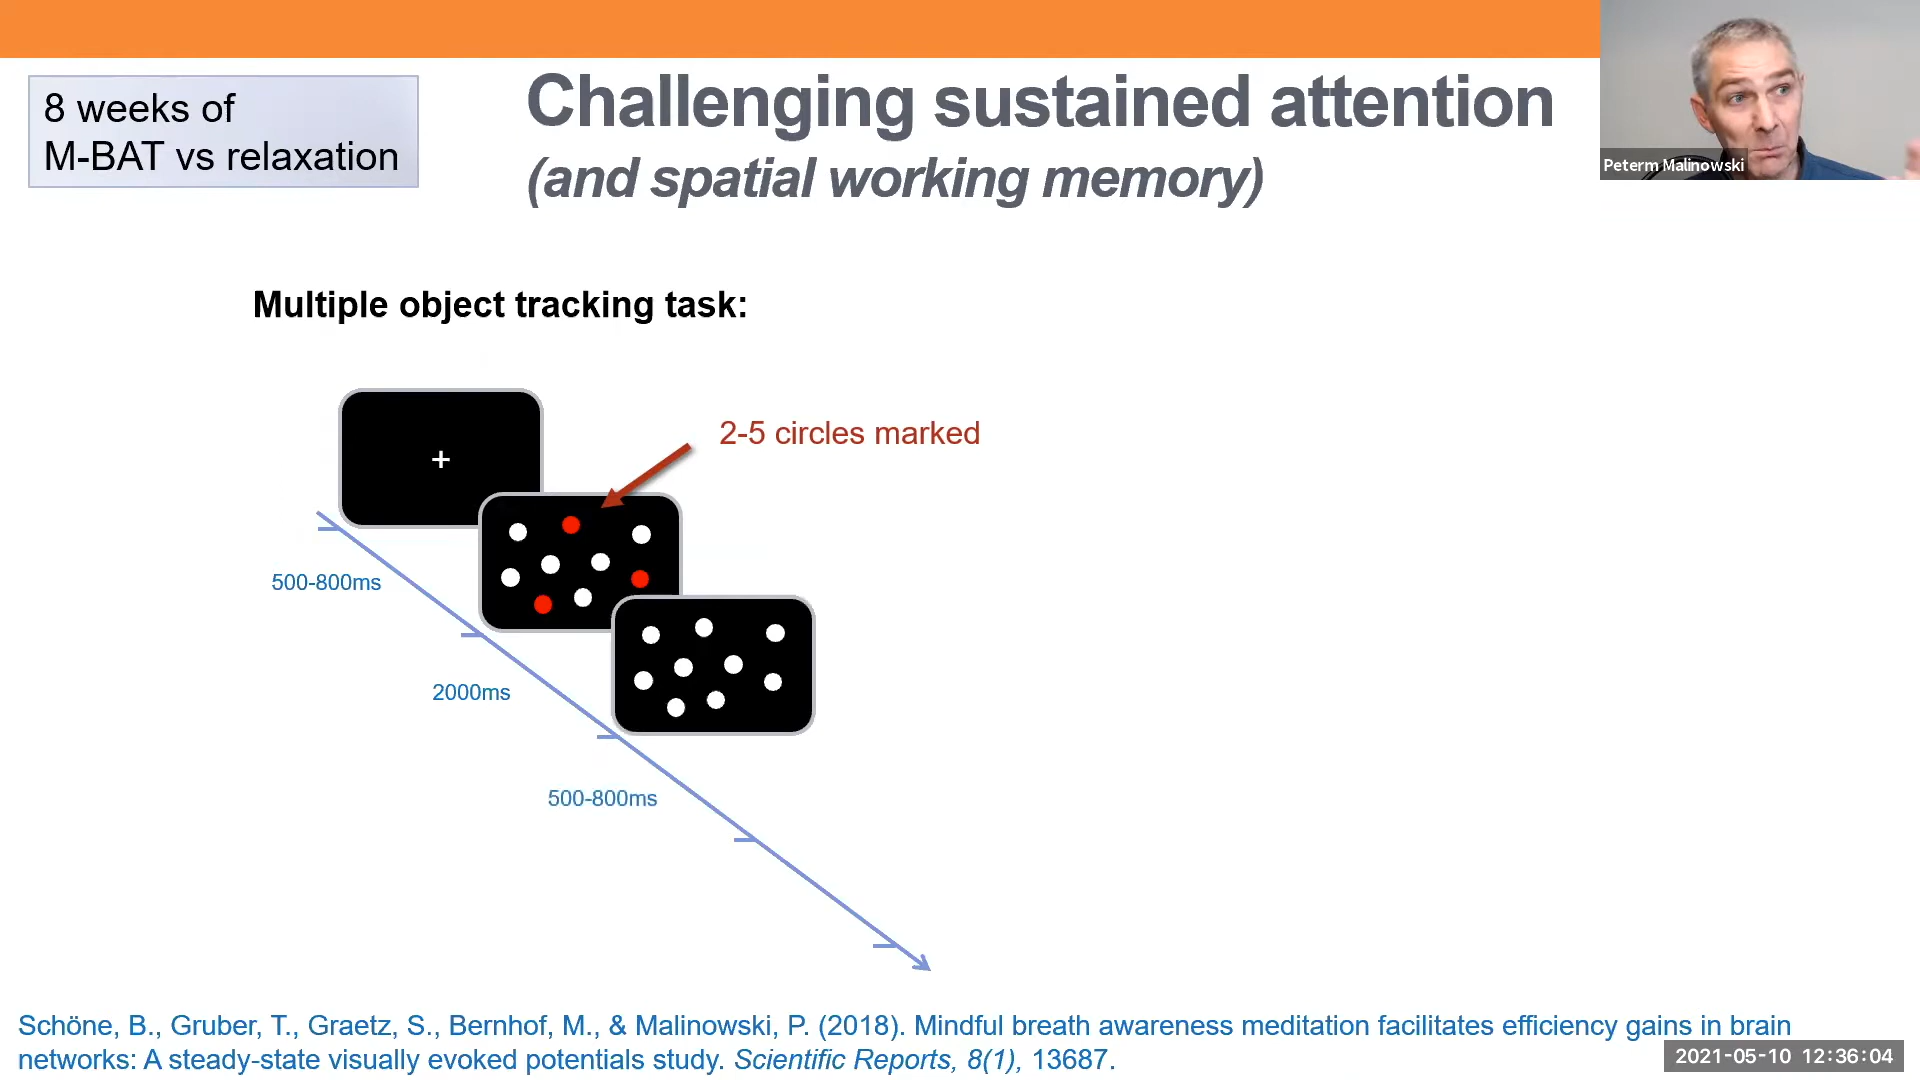 8 weeks of
M-BAT vs relaxation
Challenging sustained attention
(and spatial working memory)
Peterm Malinowski
Multiple object tracking task:
2-5 circles marked
+
500-800ms
2000ms
500-800ms
Schöne, B., Gruber, T., Graetz, S., Bernhof, M., & Malinowski, P. (2018). Mindful breath awareness meditation facilitates efficiency gains in brain
networks: A steady-state visually evoked potentials study. Scientific Reports, 8(1), 13687.
2021-05-10 12:36:04